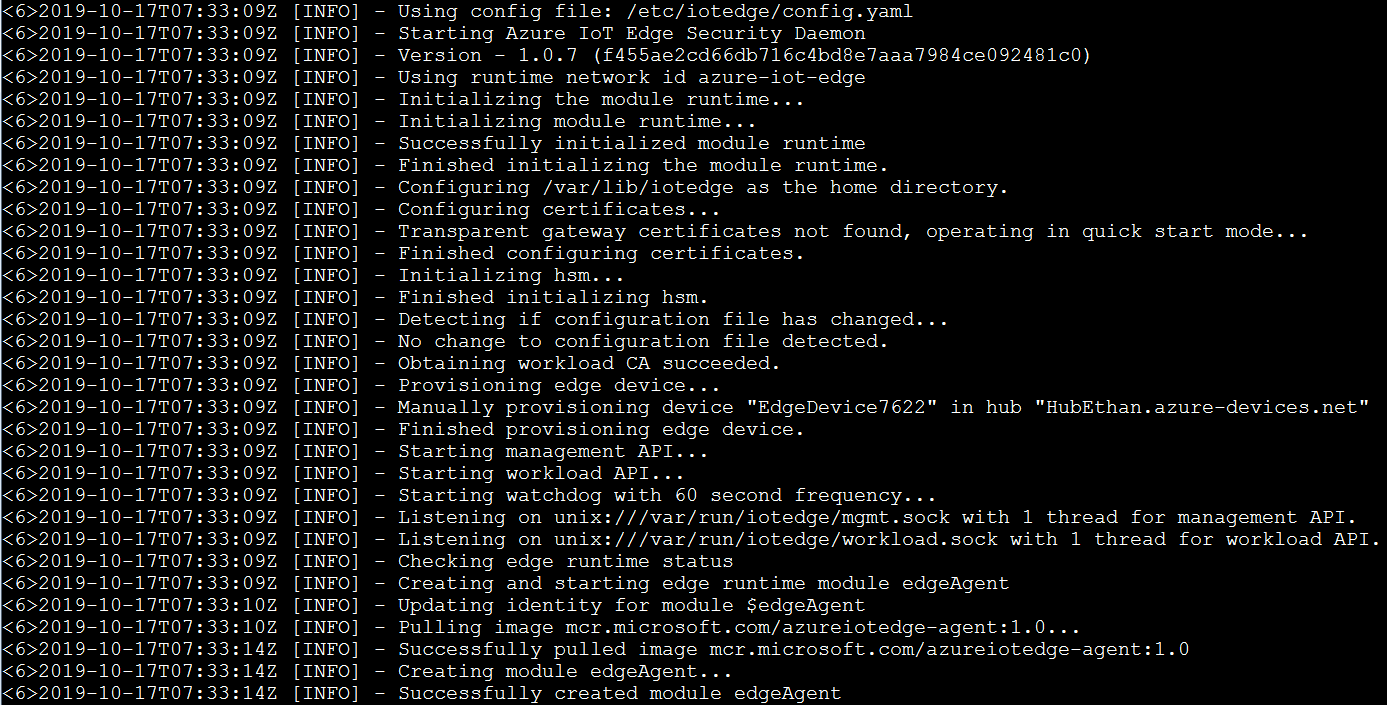 <6>2019-10-17T07:33:09Z [INFO] - Using config file: /etc/iotedge/config.yaml
<6>2019-10-17T07:33:09Z [INFO] - Starting Azure IoT Edge Security Daemon
<6>2019-10-17T07:33:09Z [INFO] - Version - 1.0.7 (f455ae2cd66db716c4bd8e7aaa7984ce092481c0)
<6>2019-10-17T07:33:09Z [INFO] - Using runtime network id azure-iot-edge
<6>2019-10-17T07:33:09Z [INFO] - Initializing the module runtime...
<6>2019-10-17T07:33:09Z [INFO] - Initializing module runtime...
<6>2019-10-17T07:33:09Z [INFO] - Successfully initialized module runtime
<6>2019-10-17T07:33:09Z [INFO] - Finished initializing the module runtime.
<6>2019-10-17T07:33:09Z [INFO] - Configuring /var/lib/iotedge as the home directory.
<6>2019-10-17T07:33:09Z [INFO] - Configuring certificates...
<6>2019-10-17T07:33:09Z [INFO] - Transparent gateway certificates not found, operating in quick start mode...
<6>2019-10-17T07:33:09Z [INFO] - Finished configuring certificates.
<6>2019-10-17T07:33:09Z [INFO] - Initializing hsm...
<6>2019-10-17T07:33:09Z [INFO] - Finished initializing hsm.
<6>2019-10-17T07:33:09Z [INFO] - Detecting if configuration file has changed...
<6>2019-10-17T07:33:09Z [INFO] - No change to configuration file detected.
<6>2019-10-17T07:33:09Z [INFO] - Obtaining workload CA succeeded.
<6>2019-10-17T07:33:09Z [INFO] - Provisioning edge device...
<6>2019-10-17T07:33:09Z [INFO] - Manually provisioning device "EdgeDevice7622" in hub "HubEthan.azure-devices.net"
<6>2019-10-17T07:33:09Z [INFO] - Finished provisioning edge device.
<6>2019-10-17T07:33:09Z [INFO] - Starting management API...
<6>2019-10-17T07:33:09Z [INFO] - Starting workload API...
<6>2019-10-17T07:33:09Z [INFO] - Starting watchdog with 60 second frequency...
<6>2019-10-17T07:33:09Z [INFO] - Listening on unix:///var/run/iotedge/mgmt.sock with 1 thread for management API.
<6>2019-10-17T07:33:09Z [INFO] - Listening on unix:///var/run/iotedge/workload.sock with 1 thread for workload API.
<6>2019-10-17T07:33:09Z [INFO] - Checking edge runtime status
<6>2019-10-17T07:33:09Z [INFO] - Creating and starting edge runtime module edgeAgent
<6>2019-10-17T07:33:10Z [INFO] - Updating identity for module $edgeAgent
<6>2019-10-17T07:33:10Z [INFO] - Pulling image mcr.microsoft.com/azureiotedge-agent:1.0...
<6>2019-10-17T07:33:14Z [INFO] - Successfully pulled image mcr.microsoft.com/azureiotedge-agent:1.0
<6>2019-10-17T07:33:14Z [INFO] - Creating module edgeAgent...
<6>2019-10-17T07:33:14Z [INFO] - Successfully created module edgeAgent